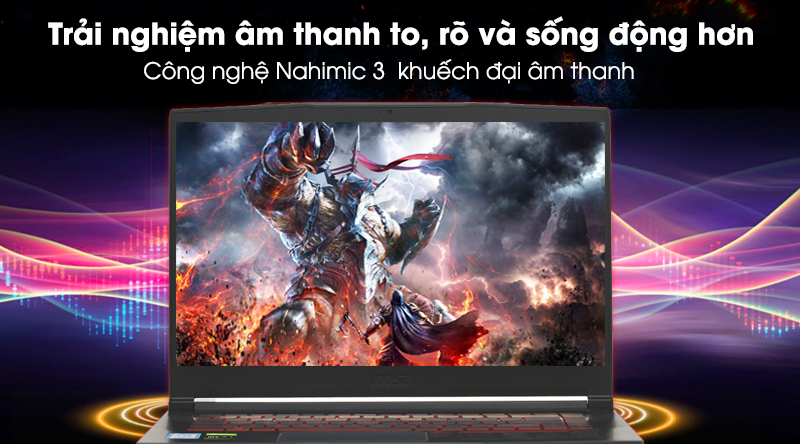 Trải nghiệm âm thanh to, rõ và sống động hơn
Công nghệ Nahimic 3 khuếch đại âm thanh